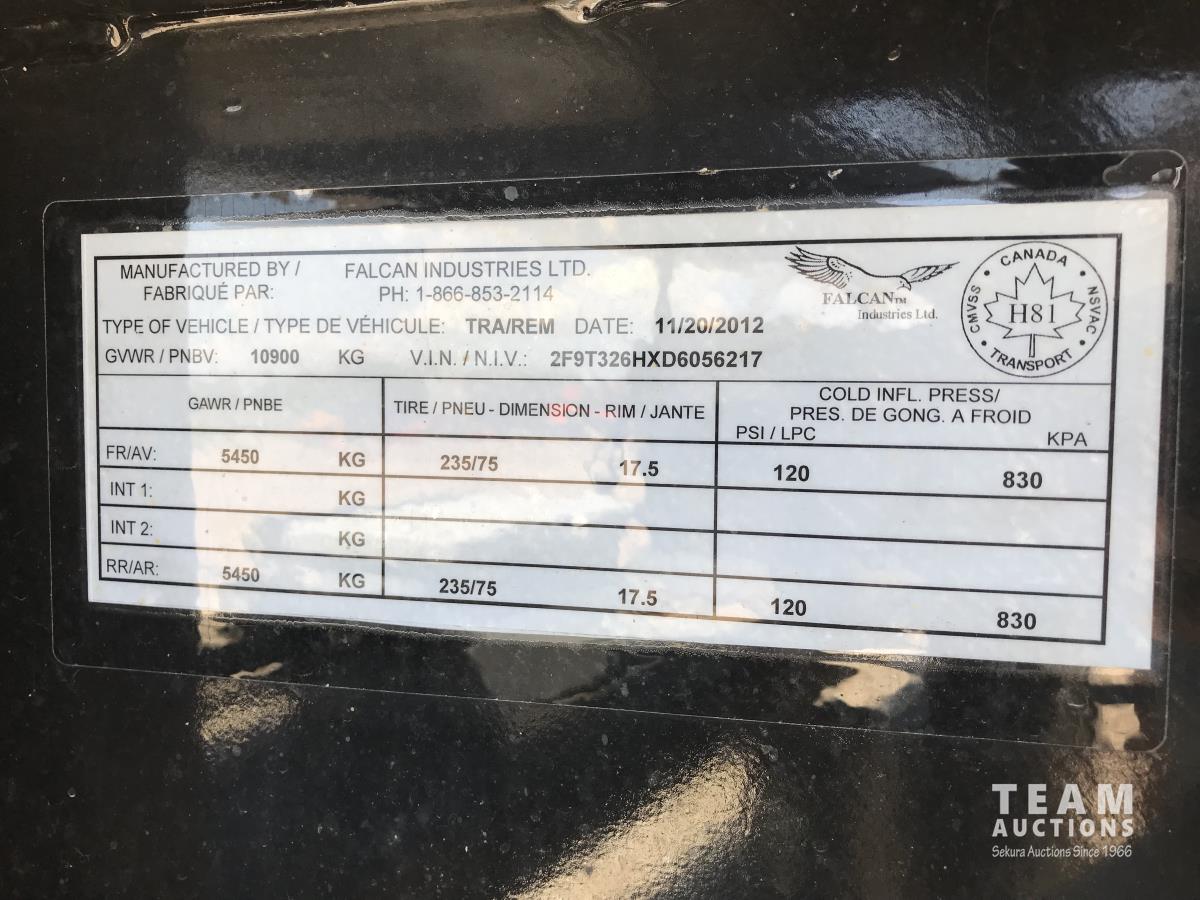 MANUFACTURED BY / FALCAN INDUSTRIES LTD.
FABRIQUÉ PAR: PH: 1-866-853-2114
TYPE OF VEHICLE / TYPE DE VÉHICULE: TRA/REM DATE: 11/20/2012
GVWR / PNBV: 10900 KG V.I.N. / N.I.V.: 2F9T326HXD6056217
FALCAN TM
Industries Ltd.
CANADA
CMVSS H81 NSVAC
TRANSPORT
GAWR / PNBE TIRE / PNEU - DIMENSION - RIM / JANTE COLD INFL. PRESS/
PRES. DE GONG. A FROID
PSI / LPC KPA
FR/AV: 5450 KG 235/75 17.5 120 830
INT 1: KG
INT 2: KG
RR/AR: 5450 KG 235/75 17.5 120 830
TEAM
AUCTIONS
Sekura Auctions Since 1966